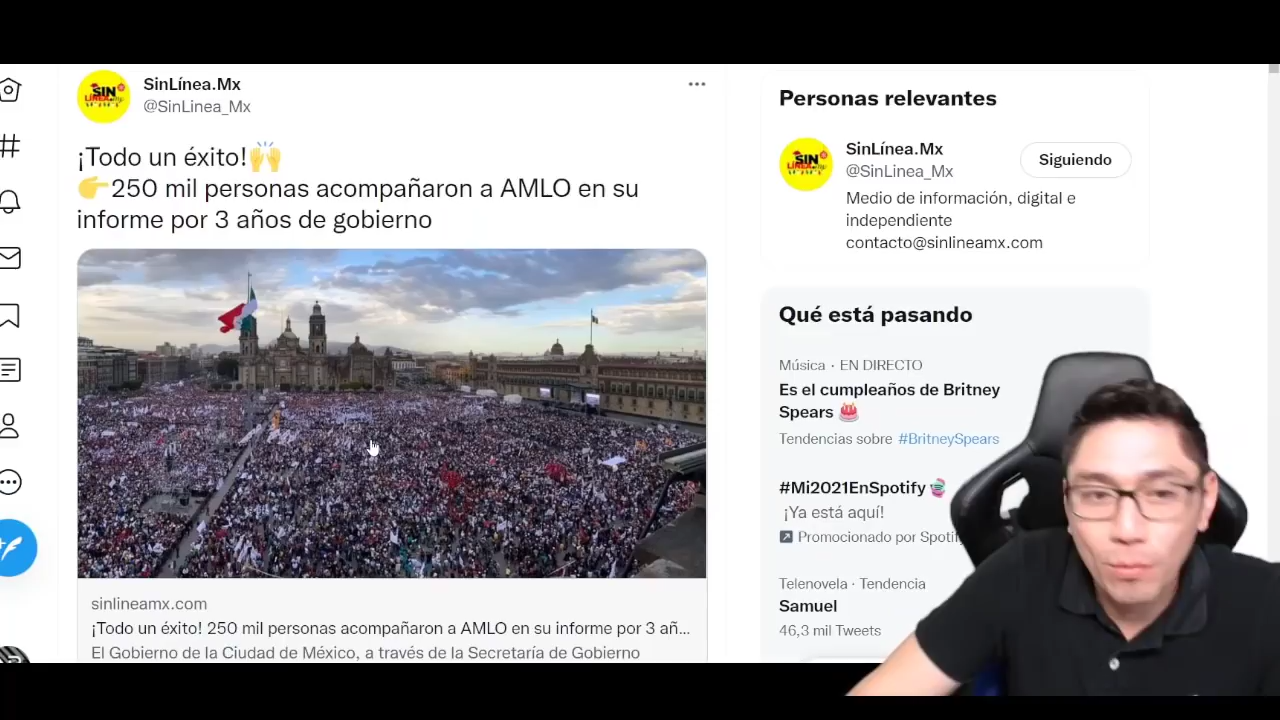 SinLínea.Mx
@SinLinea_Mx
¡Todo un éxito!🙌
👉250 mil personas acompañaron a AMLO en su
informe por 3 años de gobierno
sinlineamx.com
¡Todo un éxito! 250 mil personas acompañaron a AMLO en su informe por 3 añ...
El Gobierno de la Ciudad de México, a través de la Secretaría de Gobierno
Personas relevantes
SinLínea.Mx
@SinLinea_Mx
Siguiendo
Medio de información, digital e
independiente
contacto@sinlineamx.com
Qué está pasando
Música · EN DIRECTO
Es el cumpleaños de Britney
Spears 🎂
Tendencias sobre #BritneySpears
#Mi2021EnSpotify
¡Ya está aquí!
Promocionado por
Telenovela · Tendencia
Samuel
46,3 mil Tweets